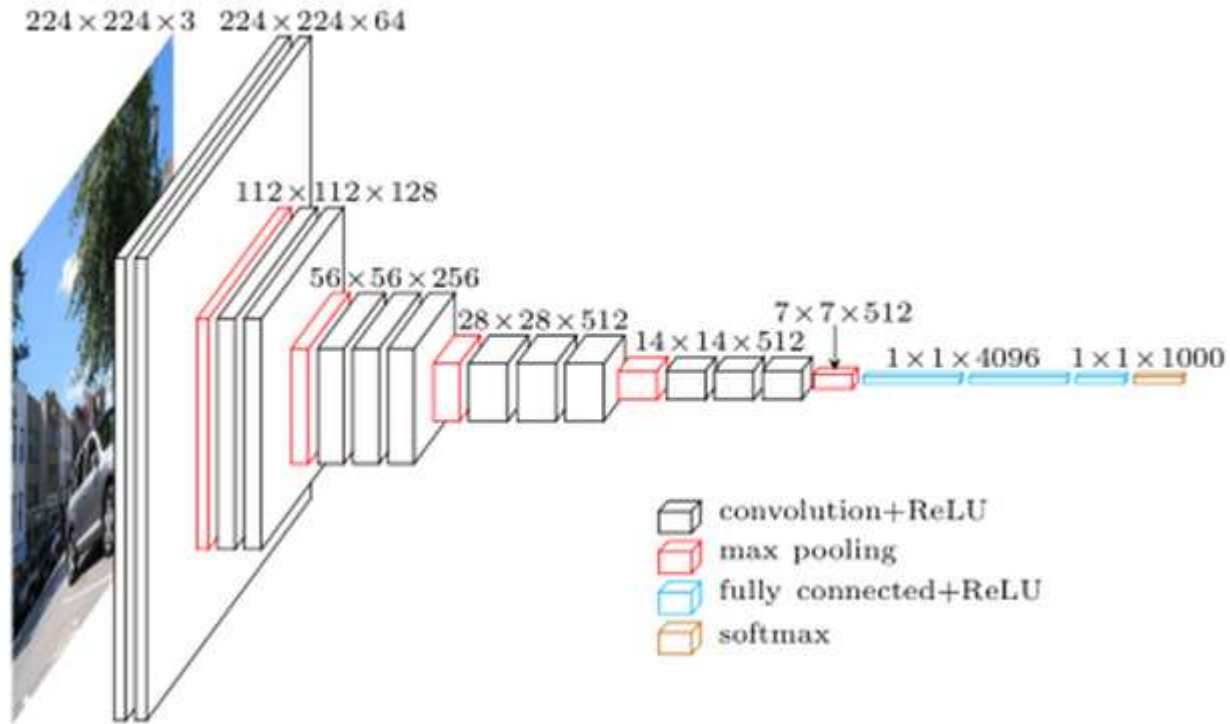 224×224×3
224×224×64
112×112×128
56×56×256
28×28×512
14×14×512
7×7×512
1×1×4096
1×1×1000
convolution+ReLU
max pooling
fully connected+ReLU
softmax